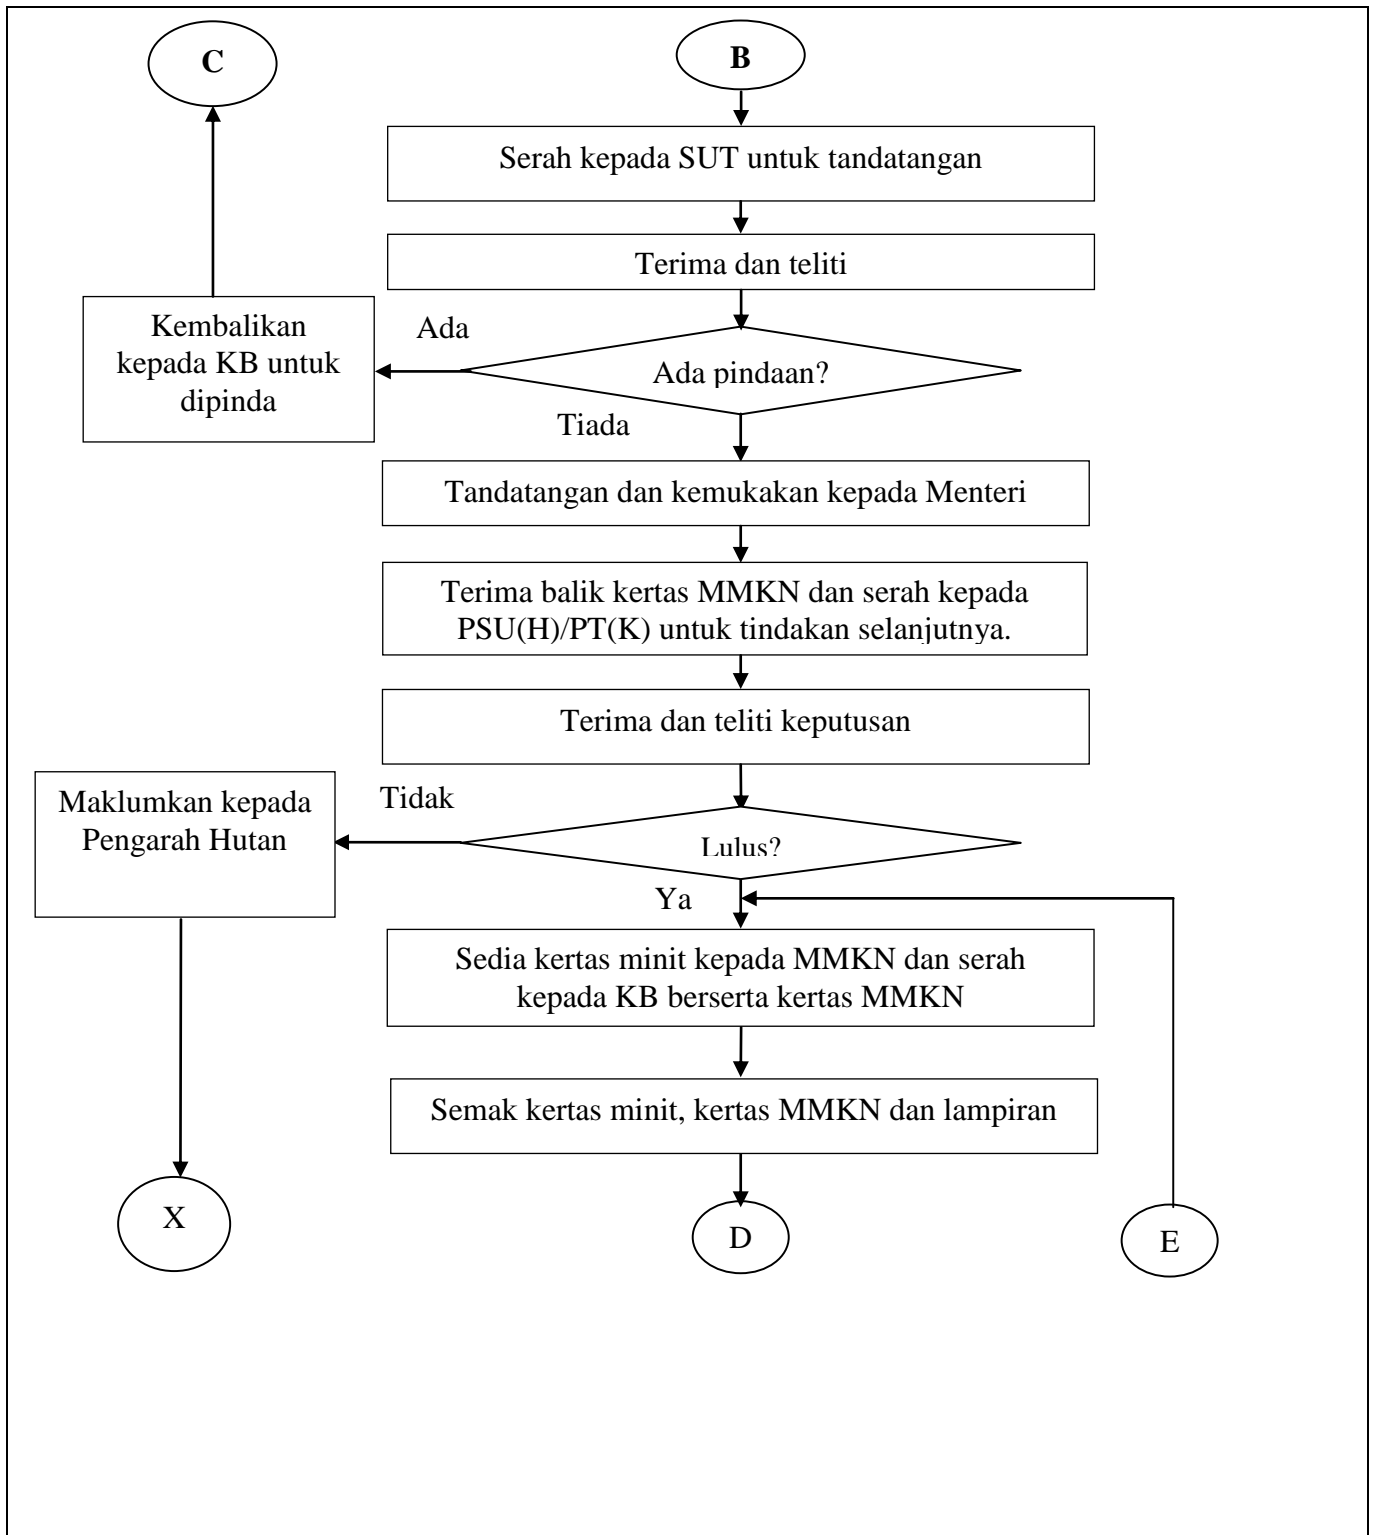 C
B
Serah kepada SUT untuk tandatangan
Terima dan teliti
Kembalikan
kepada KB untuk
dipinda
Ada
Ada pindaan?
Tiada
Tandatangan dan kemukakan kepada Menteri
Terima balik kertas MMKN dan serah kepada
PSU(H)/PT(K) untuk tindakan selanjutnya.
Terima dan teliti keputusan
Maklumkan kepada
Pengarah Hutan
Tidak
Lulus?
Ya
Sedia kertas minit kepada MMKN dan serah
kepada KB berserta kertas MMKN
Semak kertas minit, kertas MMKN dan lampiran
X
D
E